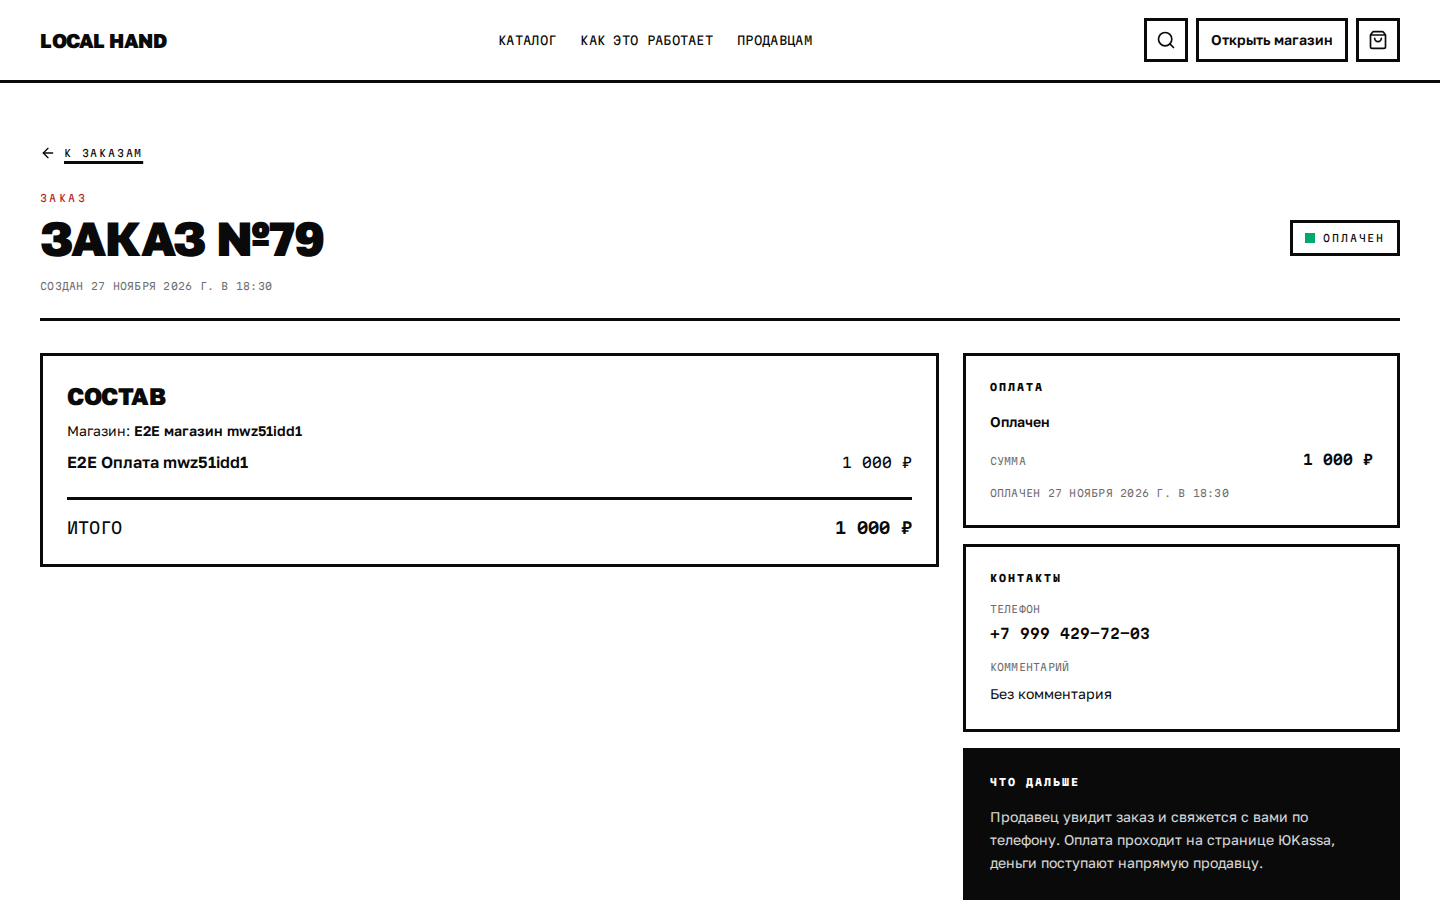 LOCAL HAND
КАТАЛОГ
КАК ЭТО РАБОТАЕТ
ПРОДАВЦАМ
Открыть магазин
К ЗАКАЗАМ
ЗАКАЗ
ЗАКАЗ №79
ОПЛАЧЕН
СОЗДАН 27 НОЯБРЯ 2026 Г. В 18:30
СОСТАВ
Магазин: E2E магазин mwz51idd1
E2E Оплата mwz51idd1 1 000 ₽
ИТОГО 1 000 ₽
ОПЛАТА
Оплачен
СУММА 1 000 ₽
ОПЛАЧЕН 27 НОЯБРЯ 2026 Г. В 18:30
КОНТАКТЫ
ТЕЛЕФОН
+7 999 429-72-03
КОММЕНТАРИЙ
Без комментария
ЧТО ДАЛЬШЕ
Продавец увидит заказ и свяжется с вами по
телефону. Оплата проходит на странице ЮKassa,
деньги поступают напрямую продавцу.